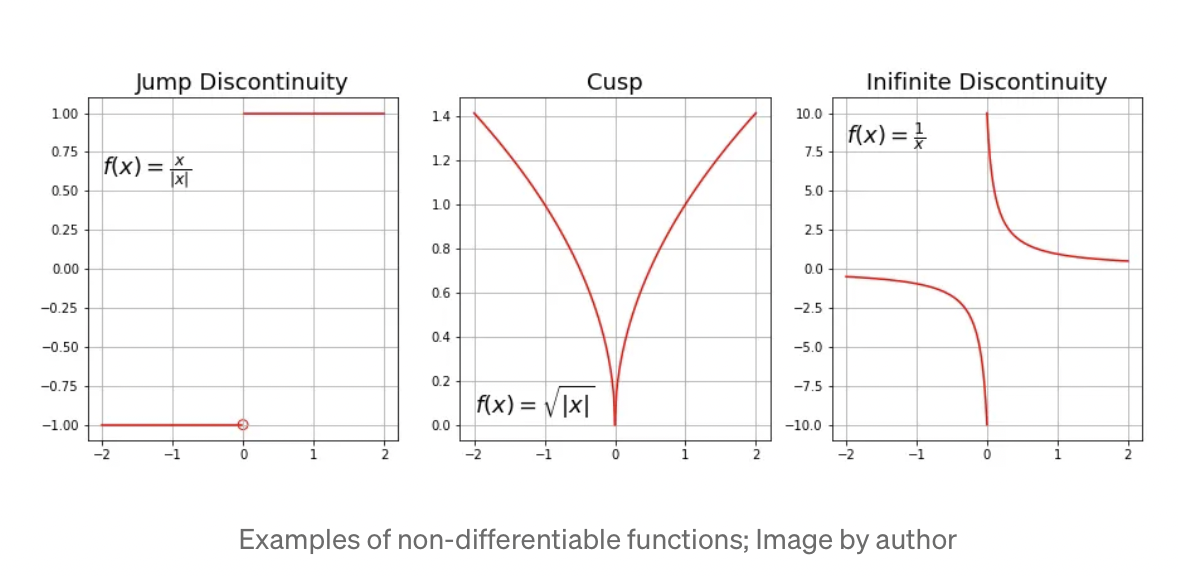 Jump Discontinuity
1.00
0.75
0.50
0.25
0.00
−0.25
−0.50
−0.75
−1.00
f(x) = x/|x|
−2 −1 0 1 2
Cusp
1.4
1.2
1.0
0.8
0.6
0.4
0.2
0.0
f(x) = √|x|
−2 −1 0 1 2
Inifinite Discontinuity
10.0
7.5
5.0
2.5
0.0
−2.5
−5.0
−7.5
−10.0
f(x) = 1/x
−2 −1 0 1 2
Examples of non-differentiable functions; Image by author